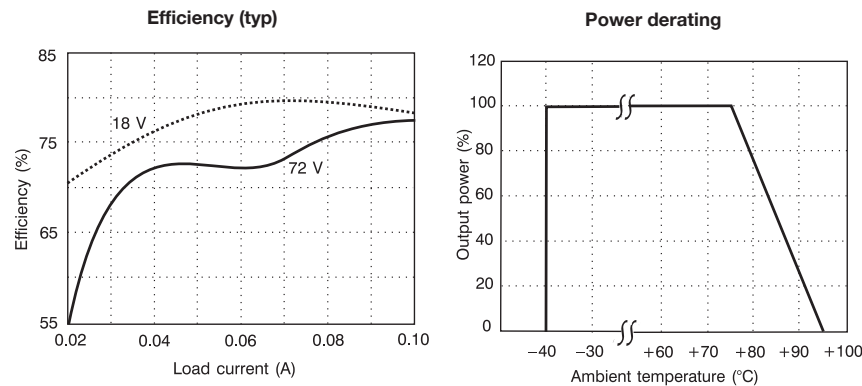 Efficiency (typ)
85
75
65
55
Efficiency (%)
18 V
72 V
0.02
0.04
0.06
0.08
0.10
Load current (A)
Power derating
120
100
80
60
40
20
0
Output power (%)
−40
−30
+60
+70
+80
+90
+100
Ambient temperature (°C)